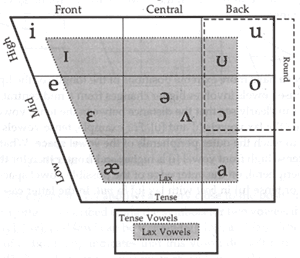 Front Central Back
High i u
ɪ ʊ
Round
Mid e ə o
ɛ ʌ ɔ
Low æ a
Lax
Tense
Tense Vowels
Lax Vowels